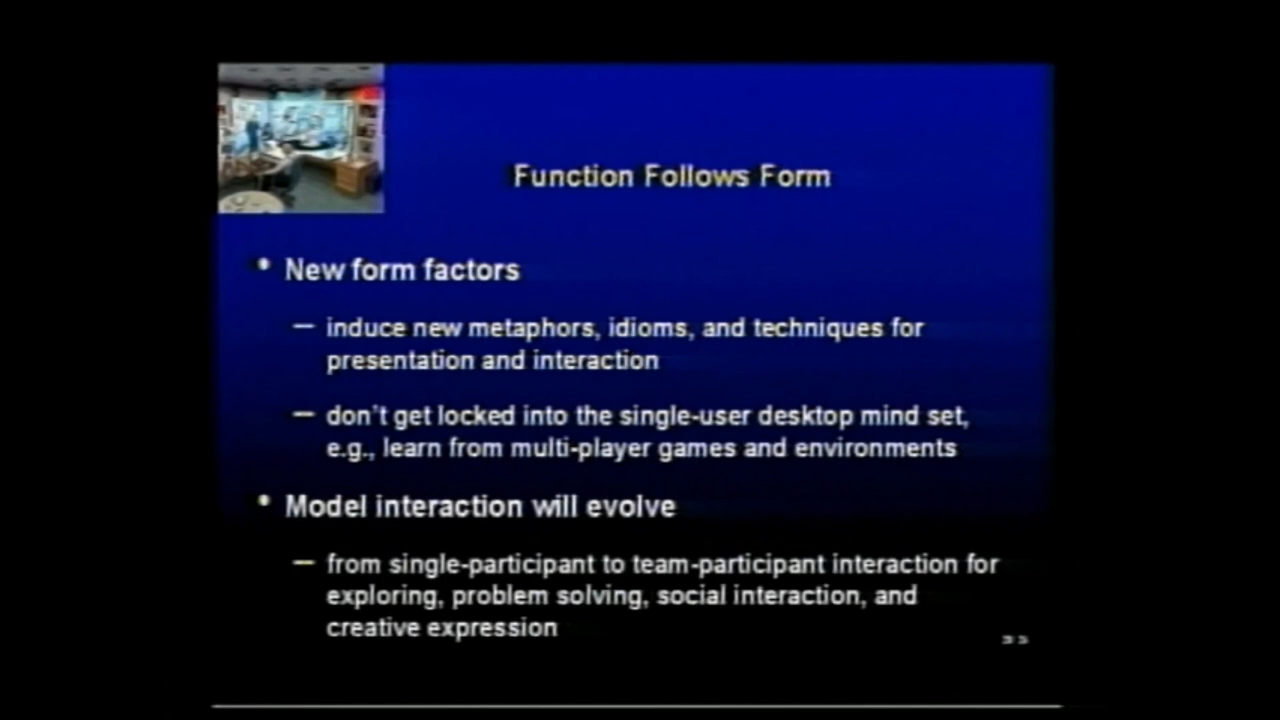 Function Follows Form
• New form factors
– induce new metaphors, idioms, and techniques for
presentation and interaction
– don't get locked into the single-user desktop mind set,
e.g., learn from multi-player games and environments
• Model interaction will evolve
– from single-participant to team-participant interaction for
exploring, problem solving, social interaction, and
creative expression